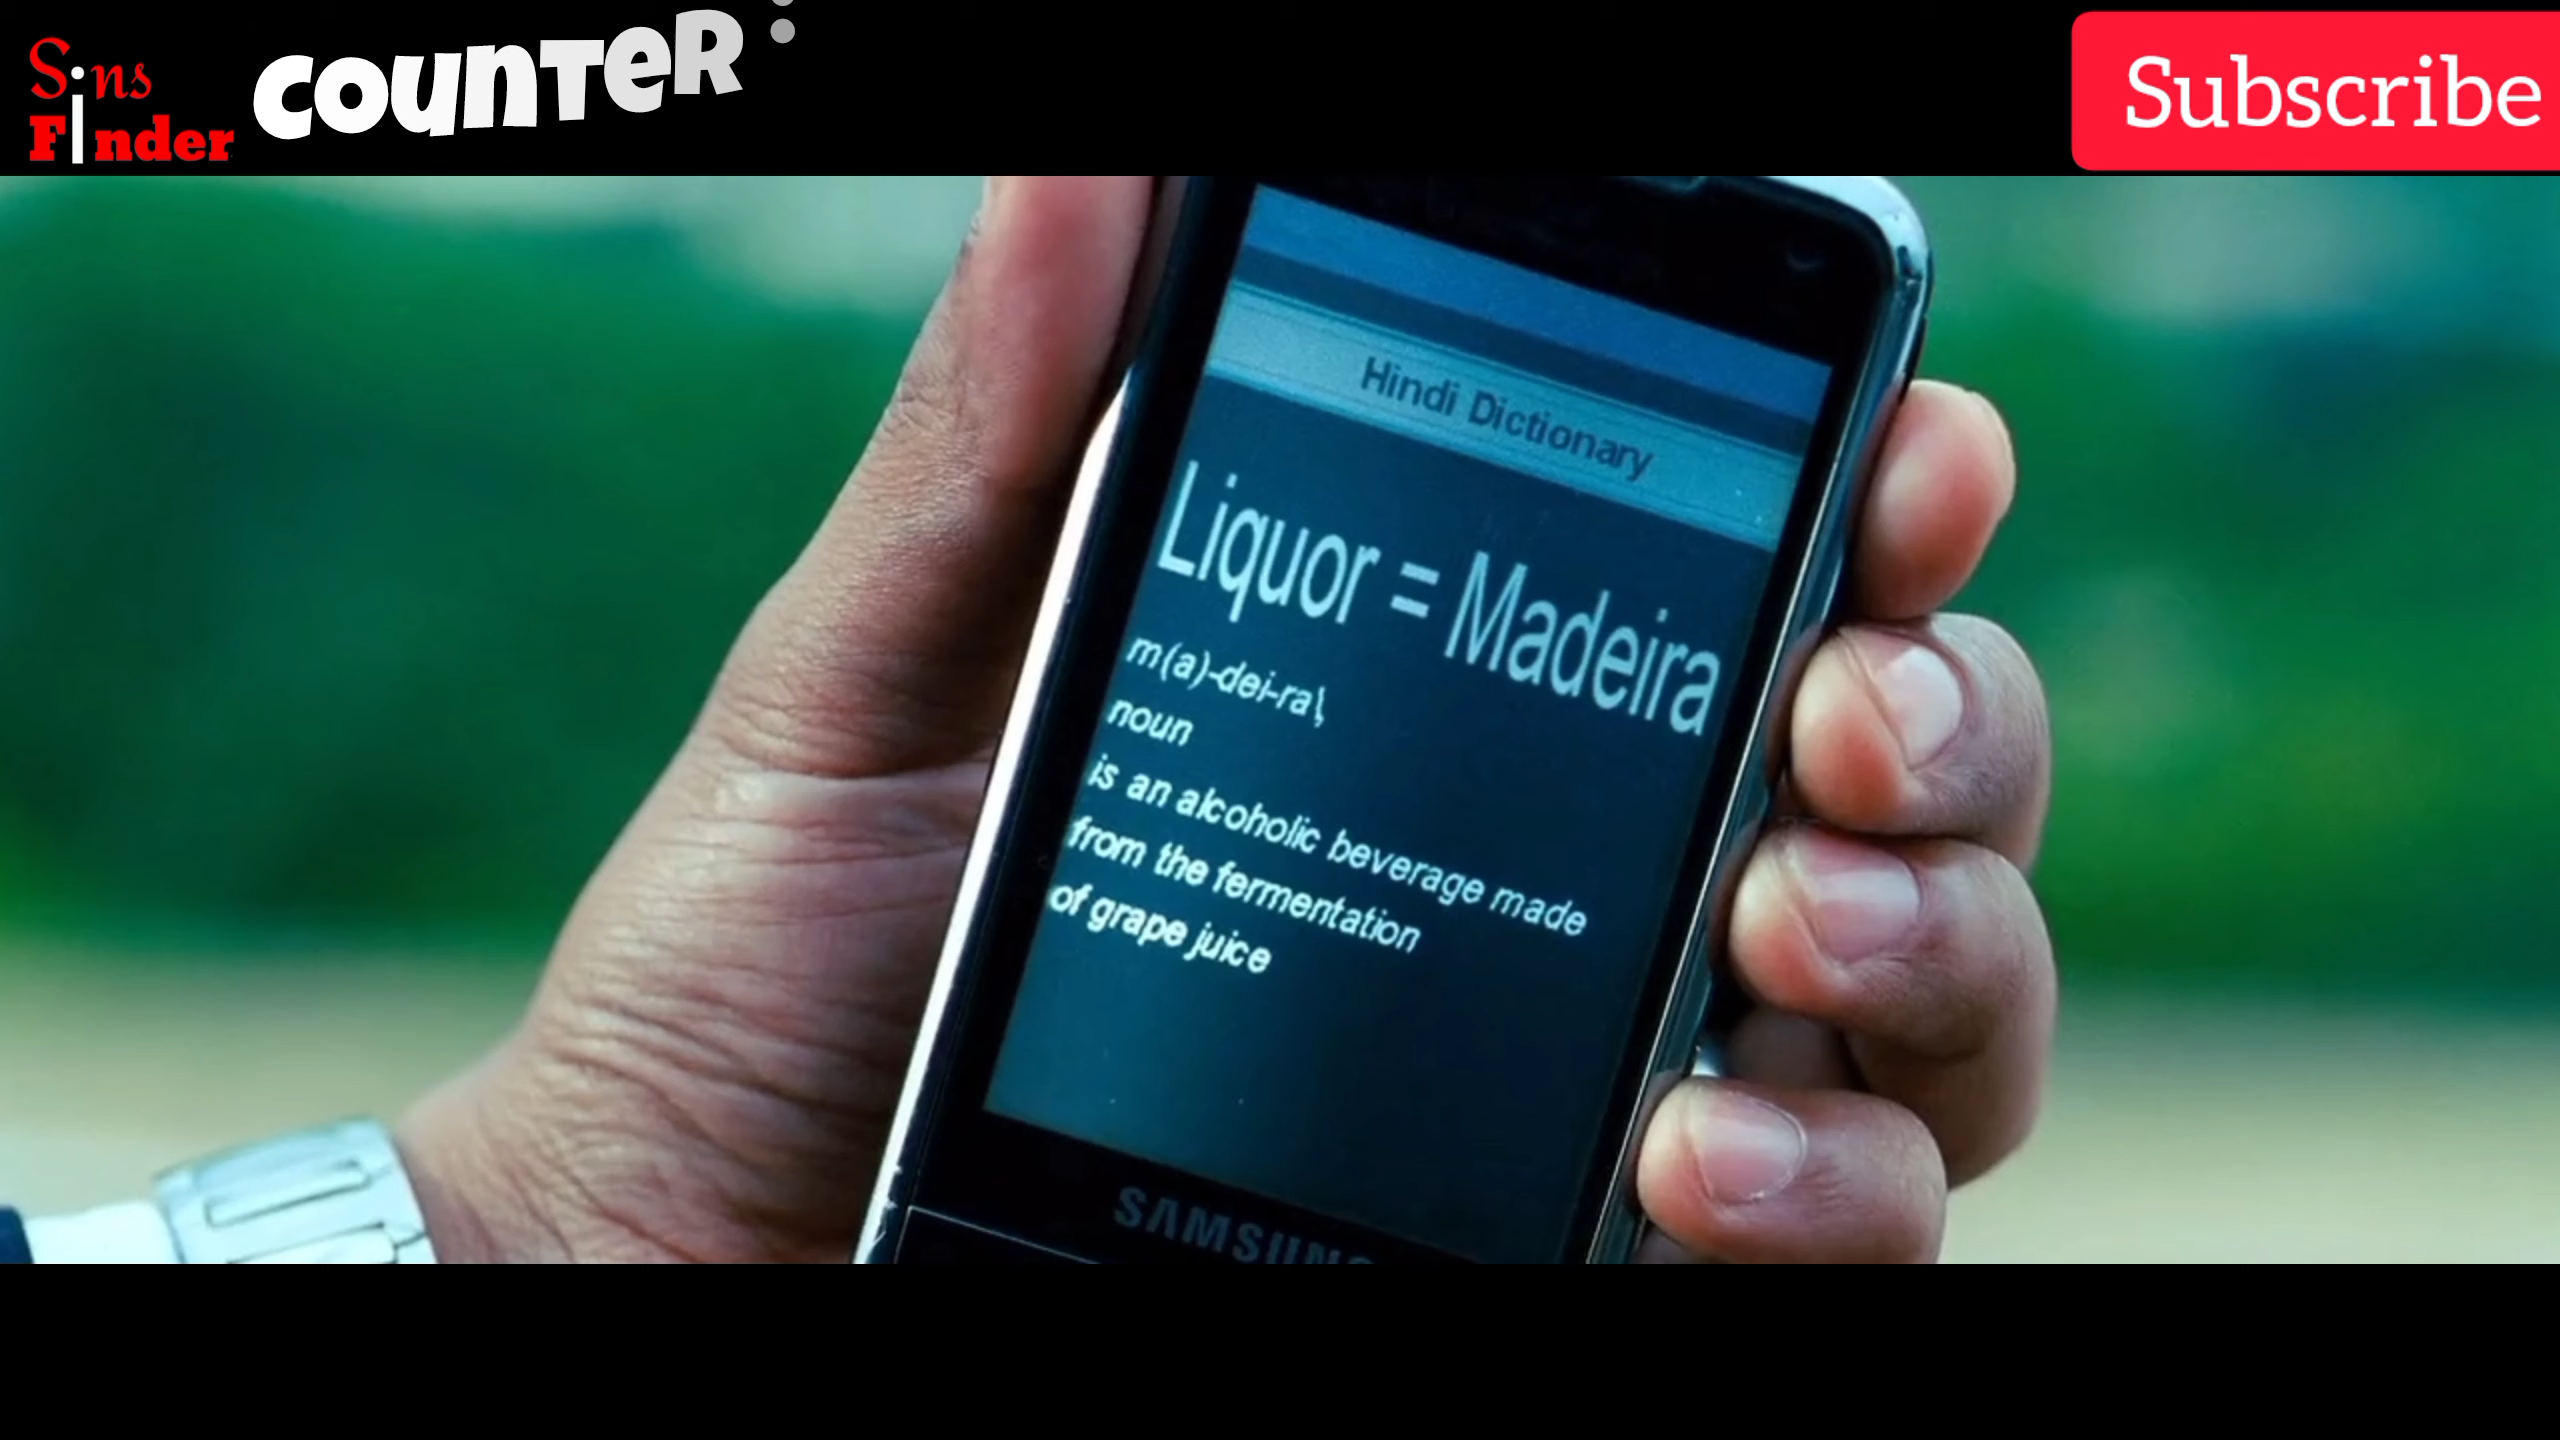 Sins
Finder
COUNTER :
Subscribe
Hindi Dictionary
Liquor = Madeira
m(a)-dei-ra\,
noun
is an alcoholic beverage made
from the fermentation
of grape juice
SAMSUNG